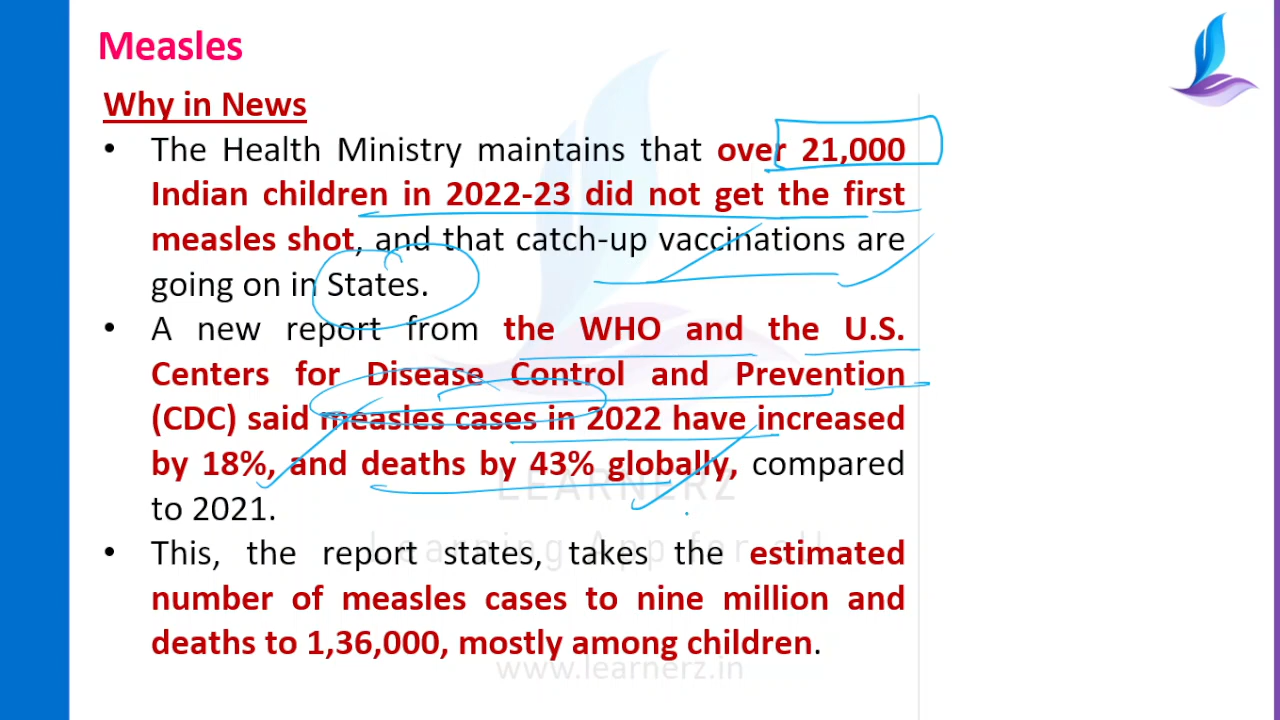 Measles
Why in News
• The Health Ministry maintains that over 21,000
Indian children in 2022-23 did not get the first
measles shot, and that catch-up vaccinations are
going on in States.
• A new report from the WHO and the U.S.
Centers for Disease Control and Prevention
(CDC) said measles cases in 2022 have increased
by 18%, and deaths by 43% globally, compared
to 2021.
LEARNERZ
Learning App for all
• This, the report states, takes the estimated
number of measles cases to nine million and
deaths to 1,36,000, mostly among children.
www.learnerz.in